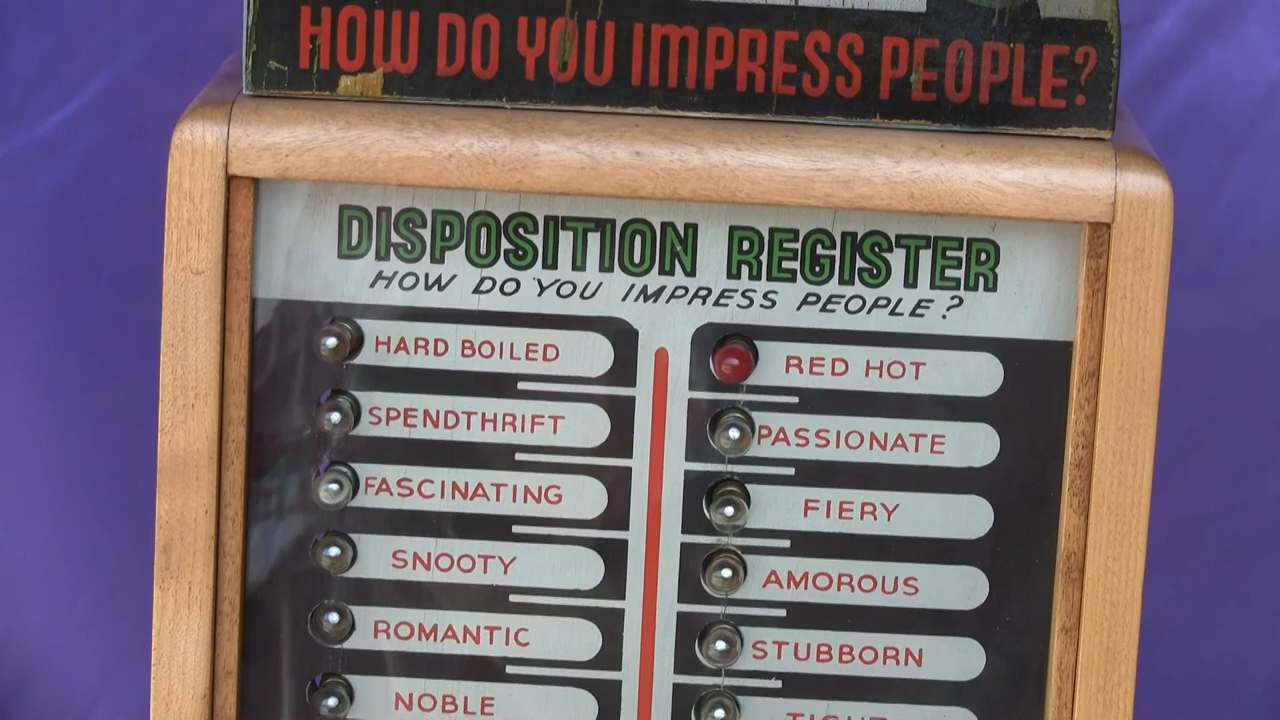 HOW DO YOU IMPRESS PEOPLE?
DISPOSITION REGISTER
HOW DO YOU IMPRESS PEOPLE?
HARD BOILED
SPENDTHRIFT
FASCINATING
SNOOTY
ROMANTIC
NOBLE
RED HOT
PASSIONATE
FIERY
AMOROUS
STUBBORN